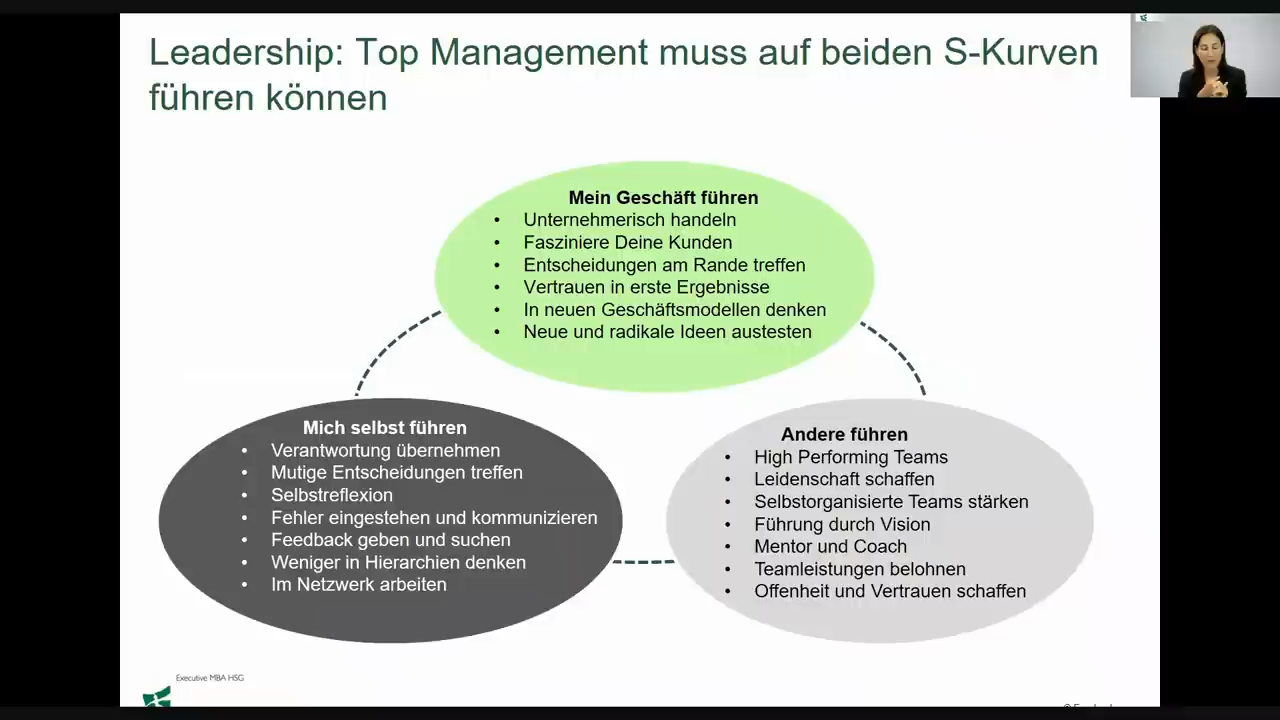 Leadership: Top Management muss auf beiden S-Kurven
führen können
Mein Geschäft führen
• Unternehmerisch handeln
• Fasziniere Deine Kunden
• Entscheidungen am Rande treffen
• Vertrauen in erste Ergebnisse
• In neuen Geschäftsmodellen denken
• Neue und radikale Ideen austesten
Mich selbst führen
• Verantwortung übernehmen
• Mutige Entscheidungen treffen
• Selbstreflexion
• Fehler eingestehen und kommunizieren
• Feedback geben und suchen
• Weniger in Hierarchien denken
• Im Netzwerk arbeiten
Andere führen
• High Performing Teams
• Leidenschaft schaffen
• Selbstorganisierte Teams stärken
• Führung durch Vision
• Mentor und Coach
• Teamleistungen belohnen
• Offenheit und Vertrauen schaffen
Executive MBA HSG